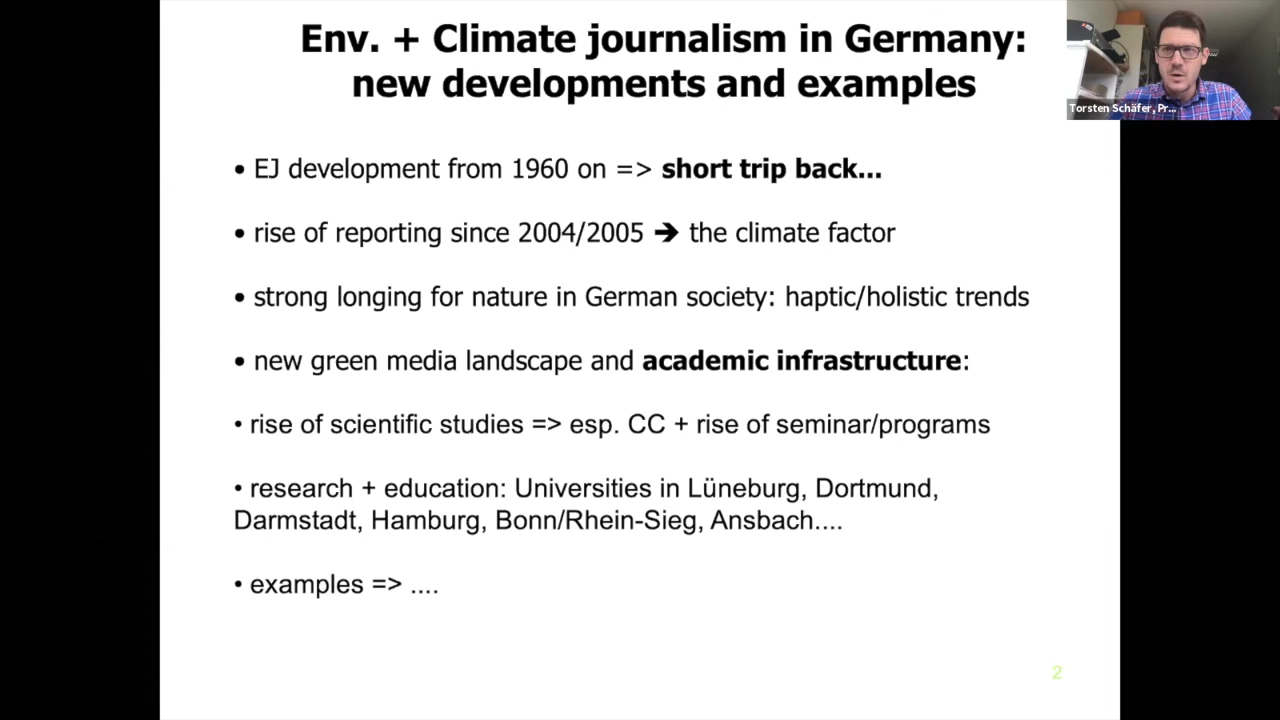 Env. + Climate journalism in Germany:
new developments and examples
Torsten Schäfer, Pr...
• EJ development from 1960 on => short trip back...
• rise of reporting since 2004/2005 ➔ the climate factor
• strong longing for nature in German society: haptic/holistic trends
• new green media landscape and academic infrastructure:
• rise of scientific studies => esp. CC + rise of seminar/programs
• research + education: Universities in Lüneburg, Dortmund,
Darmstadt, Hamburg, Bonn/Rhein-Sieg, Ansbach....
• examples => ....
2